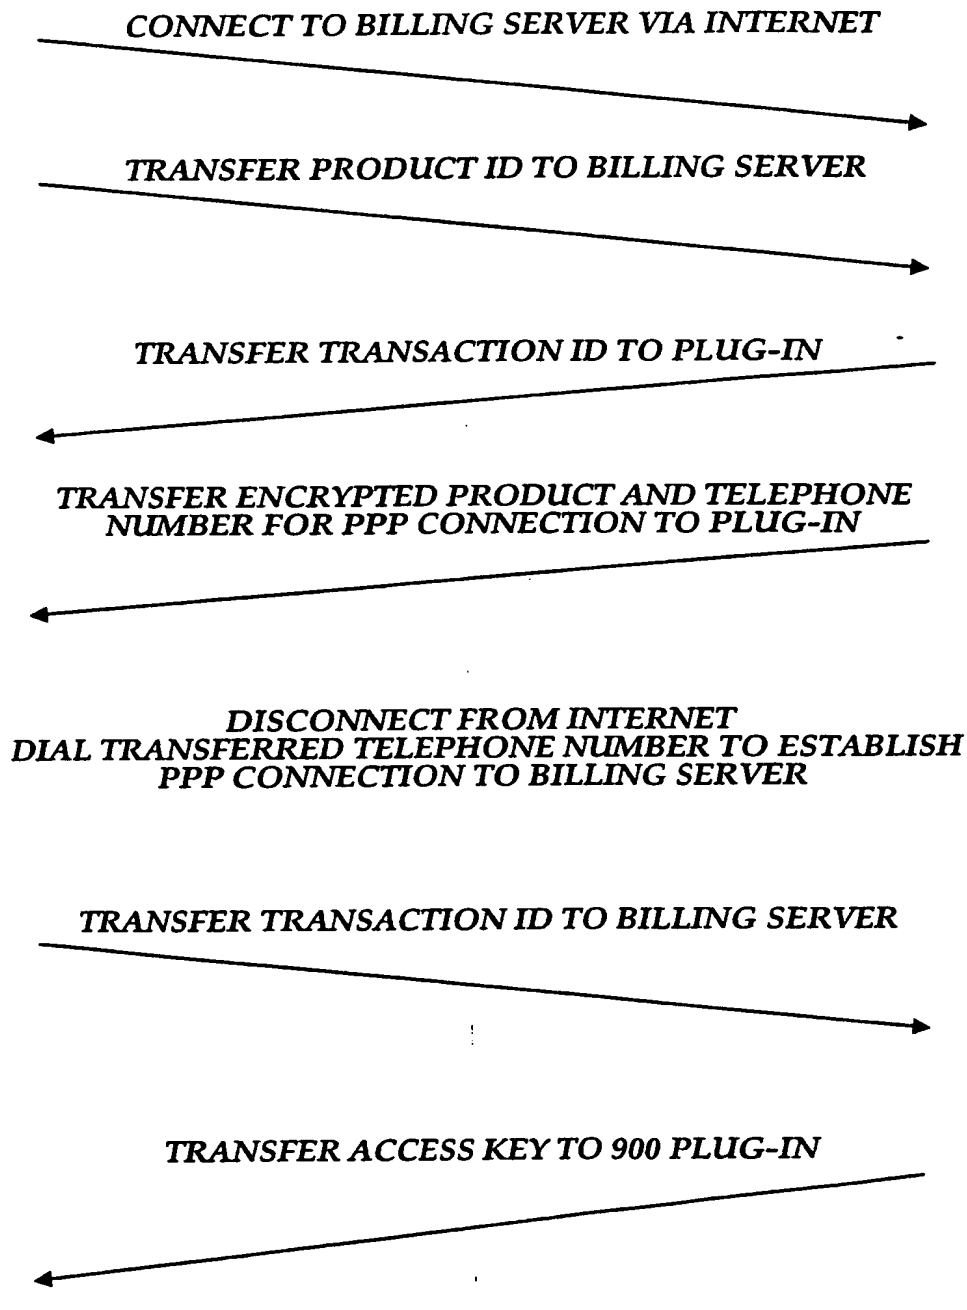 CONNECT TO BILLING SERVER VIA INTERNET
TRANSFER PRODUCT ID TO BILLING SERVER
TRANSFER TRANSACTION ID TO PLUG-IN
TRANSFER ENCRYPTED PRODUCT AND TELEPHONE
NUMBER FOR PPP CONNECTION TO PLUG-IN
DISCONNECT FROM INTERNET
DIAL TRANSFERRED TELEPHONE NUMBER TO ESTABLISH
PPP CONNECTION TO BILLING SERVER
TRANSFER TRANSACTION ID TO BILLING SERVER
TRANSFER ACCESS KEY TO 900 PLUG-IN